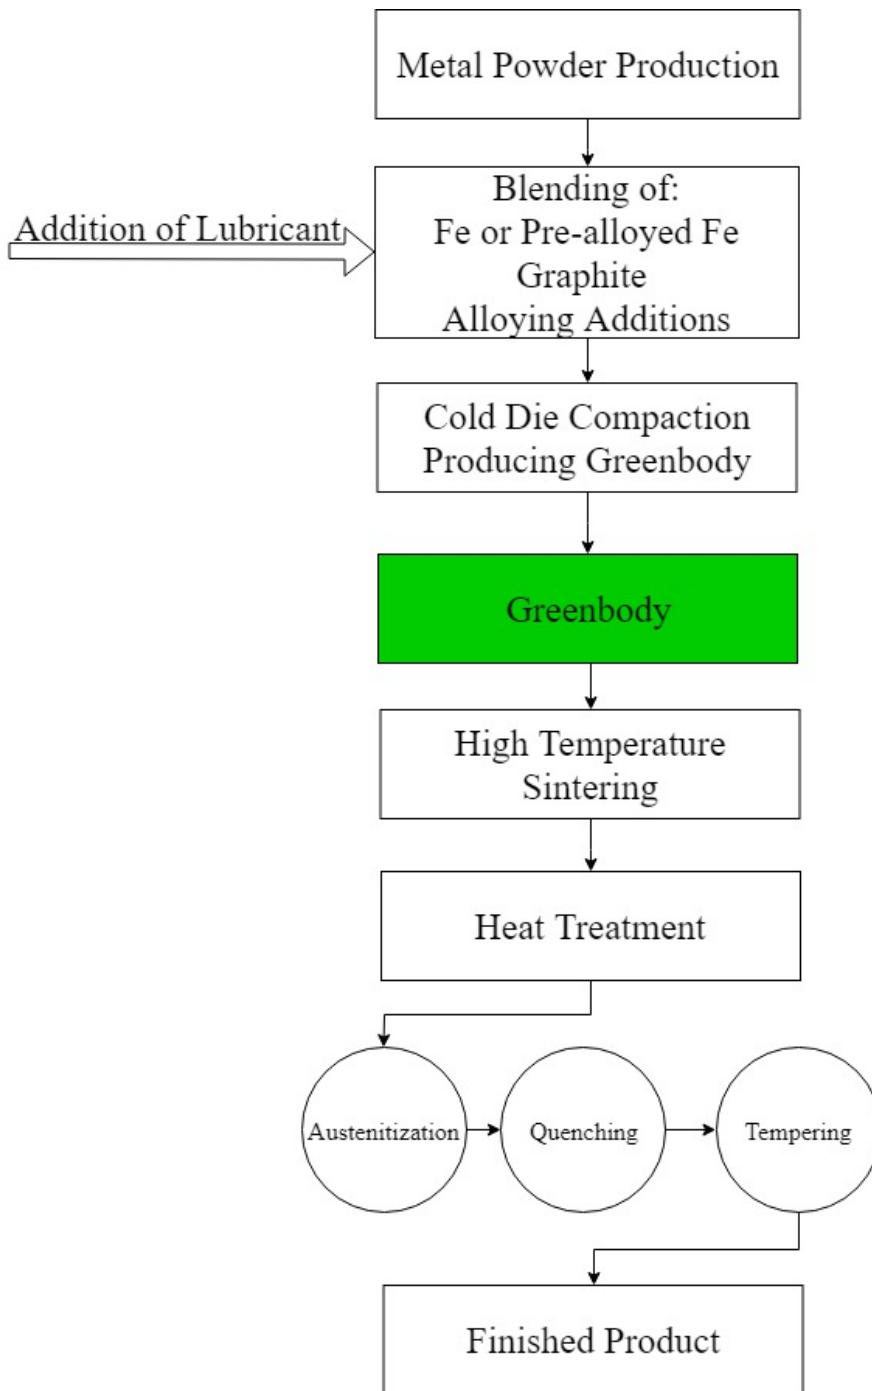 Metal Powder Production
Addition of Lubricant
Blending of:
Fe or Pre-alloyed Fe
Graphite
Alloying Additions
Cold Die Compaction
Producing Greenbody
Greenbody
High Temperature
Sintering
Heat Treatment
Austenitization
Quenching
Tempering
Finished Product